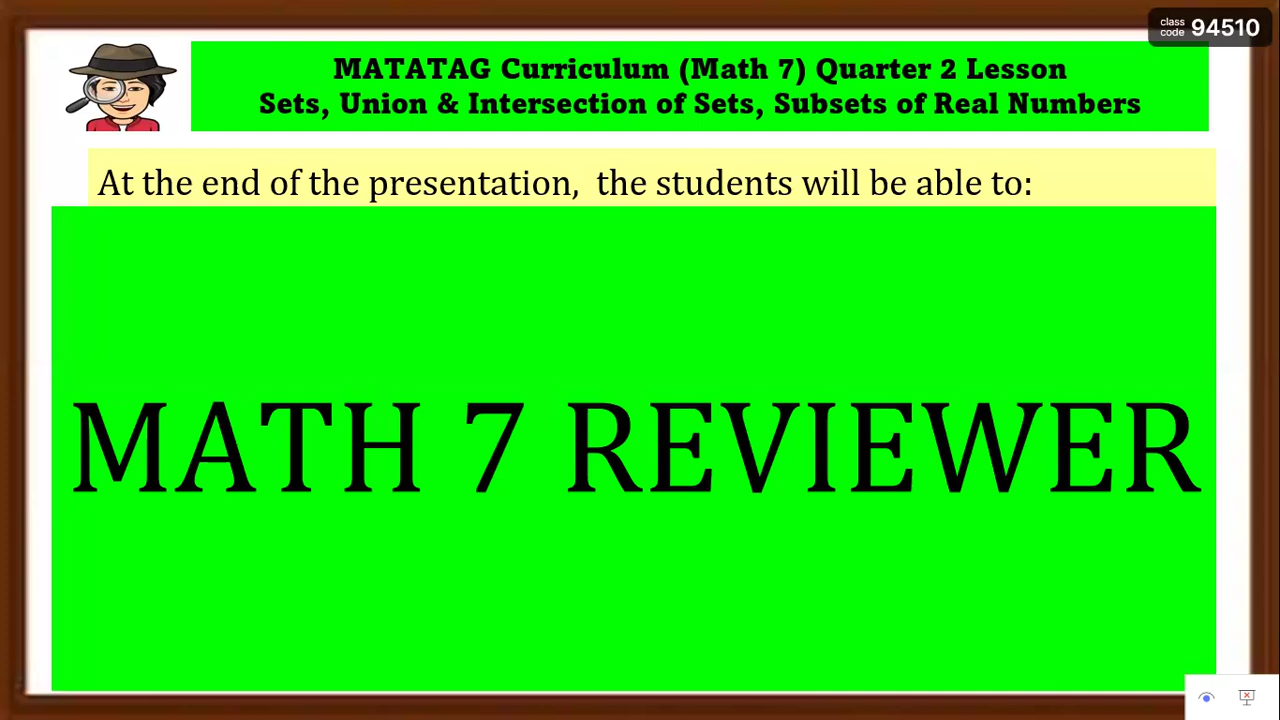 class
code 94510
MATATAG Curriculum (Math 7) Quarter 2 Lesson
Sets, Union & Intersection of Sets, Subsets of Real Numbers
At the end of the presentation,  the students will be able to:
MATH 7 REVIEWER